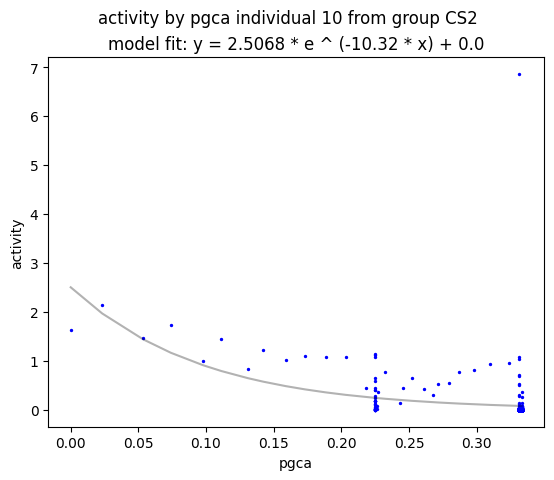 activity by pgca individual 10 from group CS2
model fit: y = 2.5068 * e ^ (-10.32 * x) + 0.0
7
6
5
4
3
2
1
0
activity
0.00 0.05 0.10 0.15 0.20 0.25 0.30
pgca